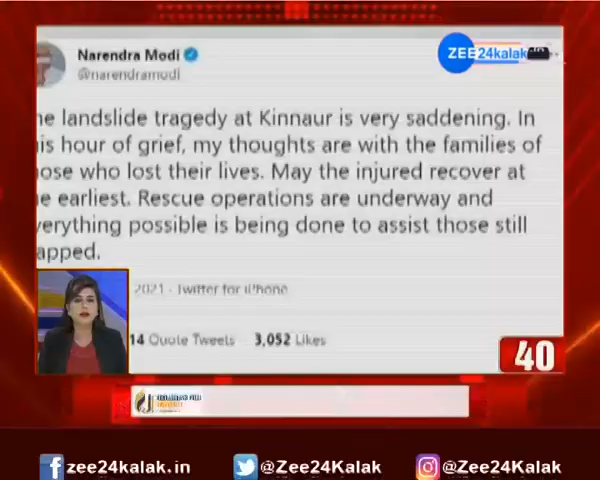 Narendra Modi
@narendramodi
ZEE24kalak
he landslide tragedy at Kinnaur is very saddening. In
is hour of grief, my thoughts are with the families of
ose who lost their lives. May the injured recover at
e earliest. Rescue operations are underway and
verything possible is being done to assist those still
apped.
2021 · Twitter for iPhone
14 Quote Tweets 3,052 Likes
40
zee24kalak.in @Zee24Kalak @Zee24Kalak